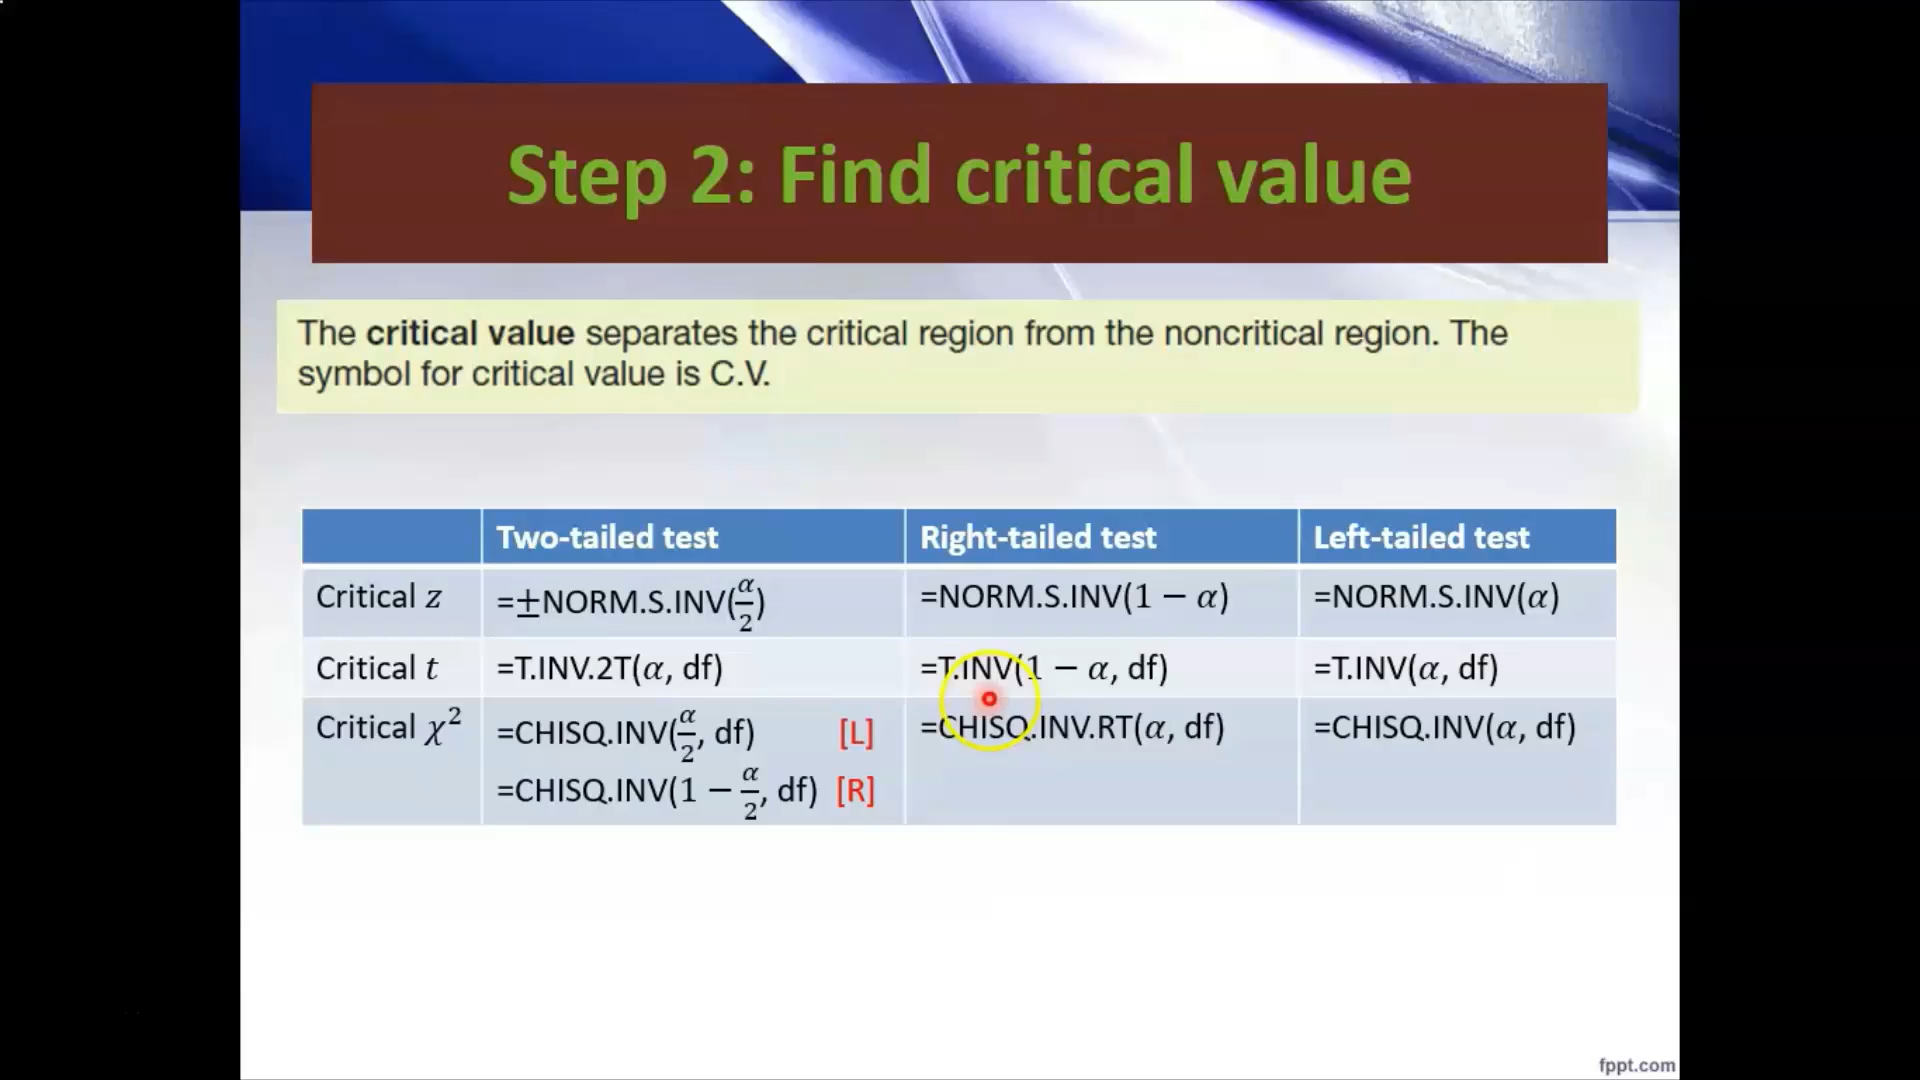 Step 2: Find critical value
The critical value separates the critical region from the noncritical region. The
symbol for critical value is C.V.
Two-tailed test Right-tailed test Left-tailed test
Critical z =±NORM.S.INV(α/2) =NORM.S.INV(1 − α) =NORM.S.INV(α)
Critical t =T.INV.2T(α, df) =T.INV(1 − α, df) =T.INV(α, df)
Critical χ² =CHISQ.INV(α/2, df) [L] =CHISQ.INV.RT(α, df) =CHISQ.INV(α, df)
=CHISQ.INV(1 − α/2, df) [R]
fppt.com